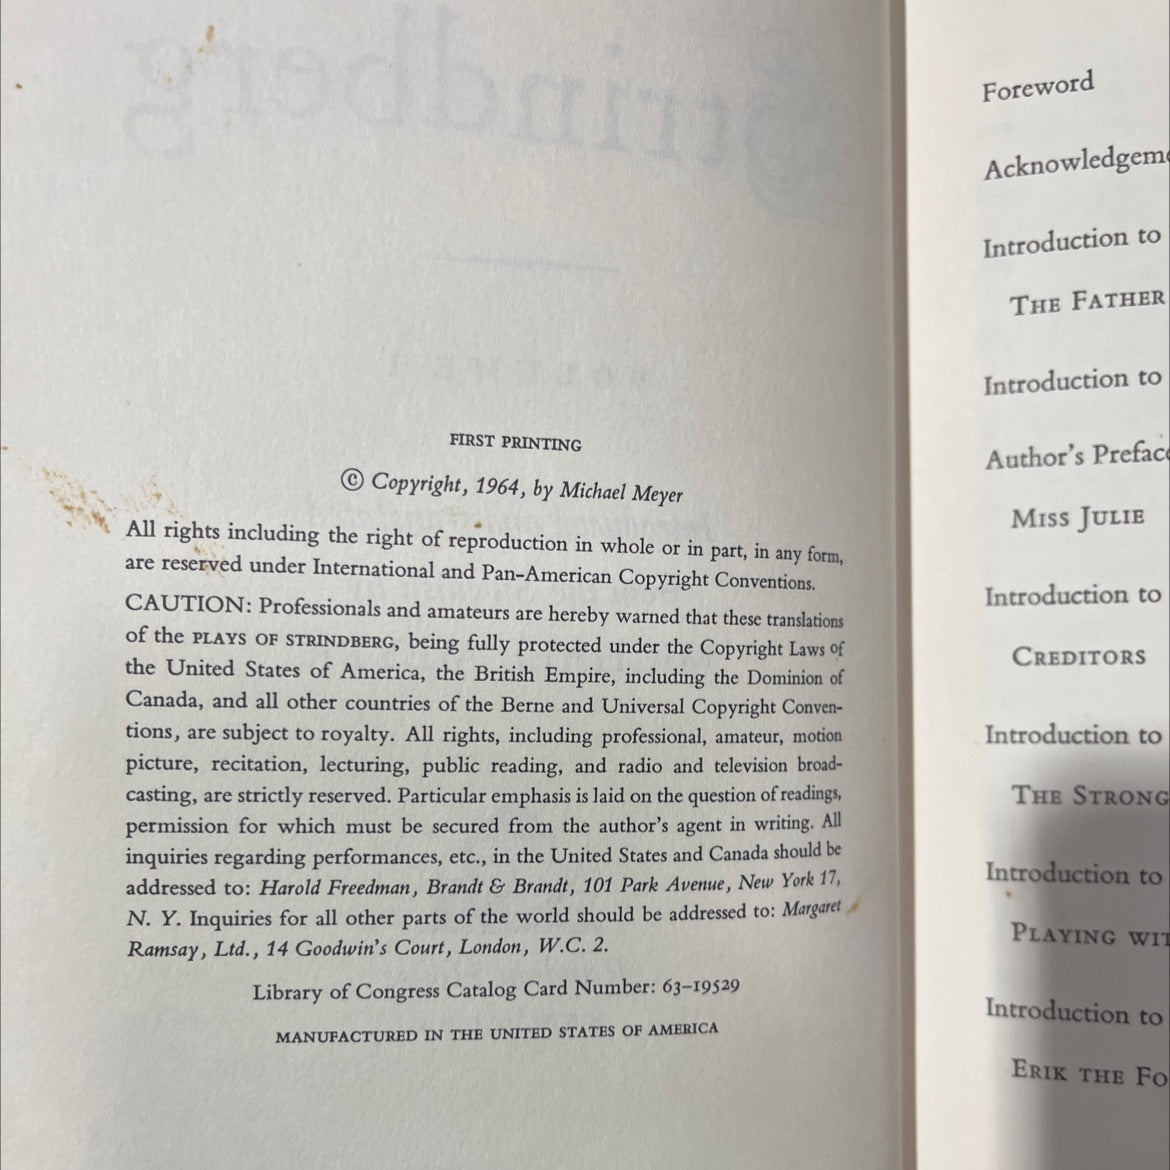 FIRST PRINTING
© Copyright, 1964, by Michael Meyer
All rights including the right of reproduction in whole or in part, in any form,
are reserved under International and Pan-American Copyright Conventions.
CAUTION: Professionals and amateurs are hereby warned that these translations
of the PLAYS OF STRINDBERG, being fully protected under the Copyright Laws of
the United States of America, the British Empire, including the Dominion of
Canada, and all other countries of the Berne and Universal Copyright Conven-
tions, are subject to royalty. All rights, including professional, amateur, motion
picture, recitation, lecturing, public reading, and radio and television broad-
casting, are strictly reserved. Particular emphasis is laid on the question of readings,
permission for which must be secured from the author's agent in writing. All
inquiries regarding performances, etc., in the United States and Canada should be
addressed to: Harold Freedman, Brandt & Brandt, 101 Park Avenue, New York 17,
N. Y. Inquiries for all other parts of the world should be addressed to: Margaret
Ramsay, Ltd., 14 Goodwin's Court, London, W.C. 2.
Library of Congress Catalog Card Number: 63-19529
MANUFACTURED IN THE UNITED STATES OF AMERICA
Foreword
Acknowledgem
Introduction to
THE FATHER
Introduction to
Author's Prefac
MISS JULIE
Introduction to
CREDITORS
Introduction to
THE STRONG
Introduction to
PLAYING WIT
Introduction to
ERIK THE FO